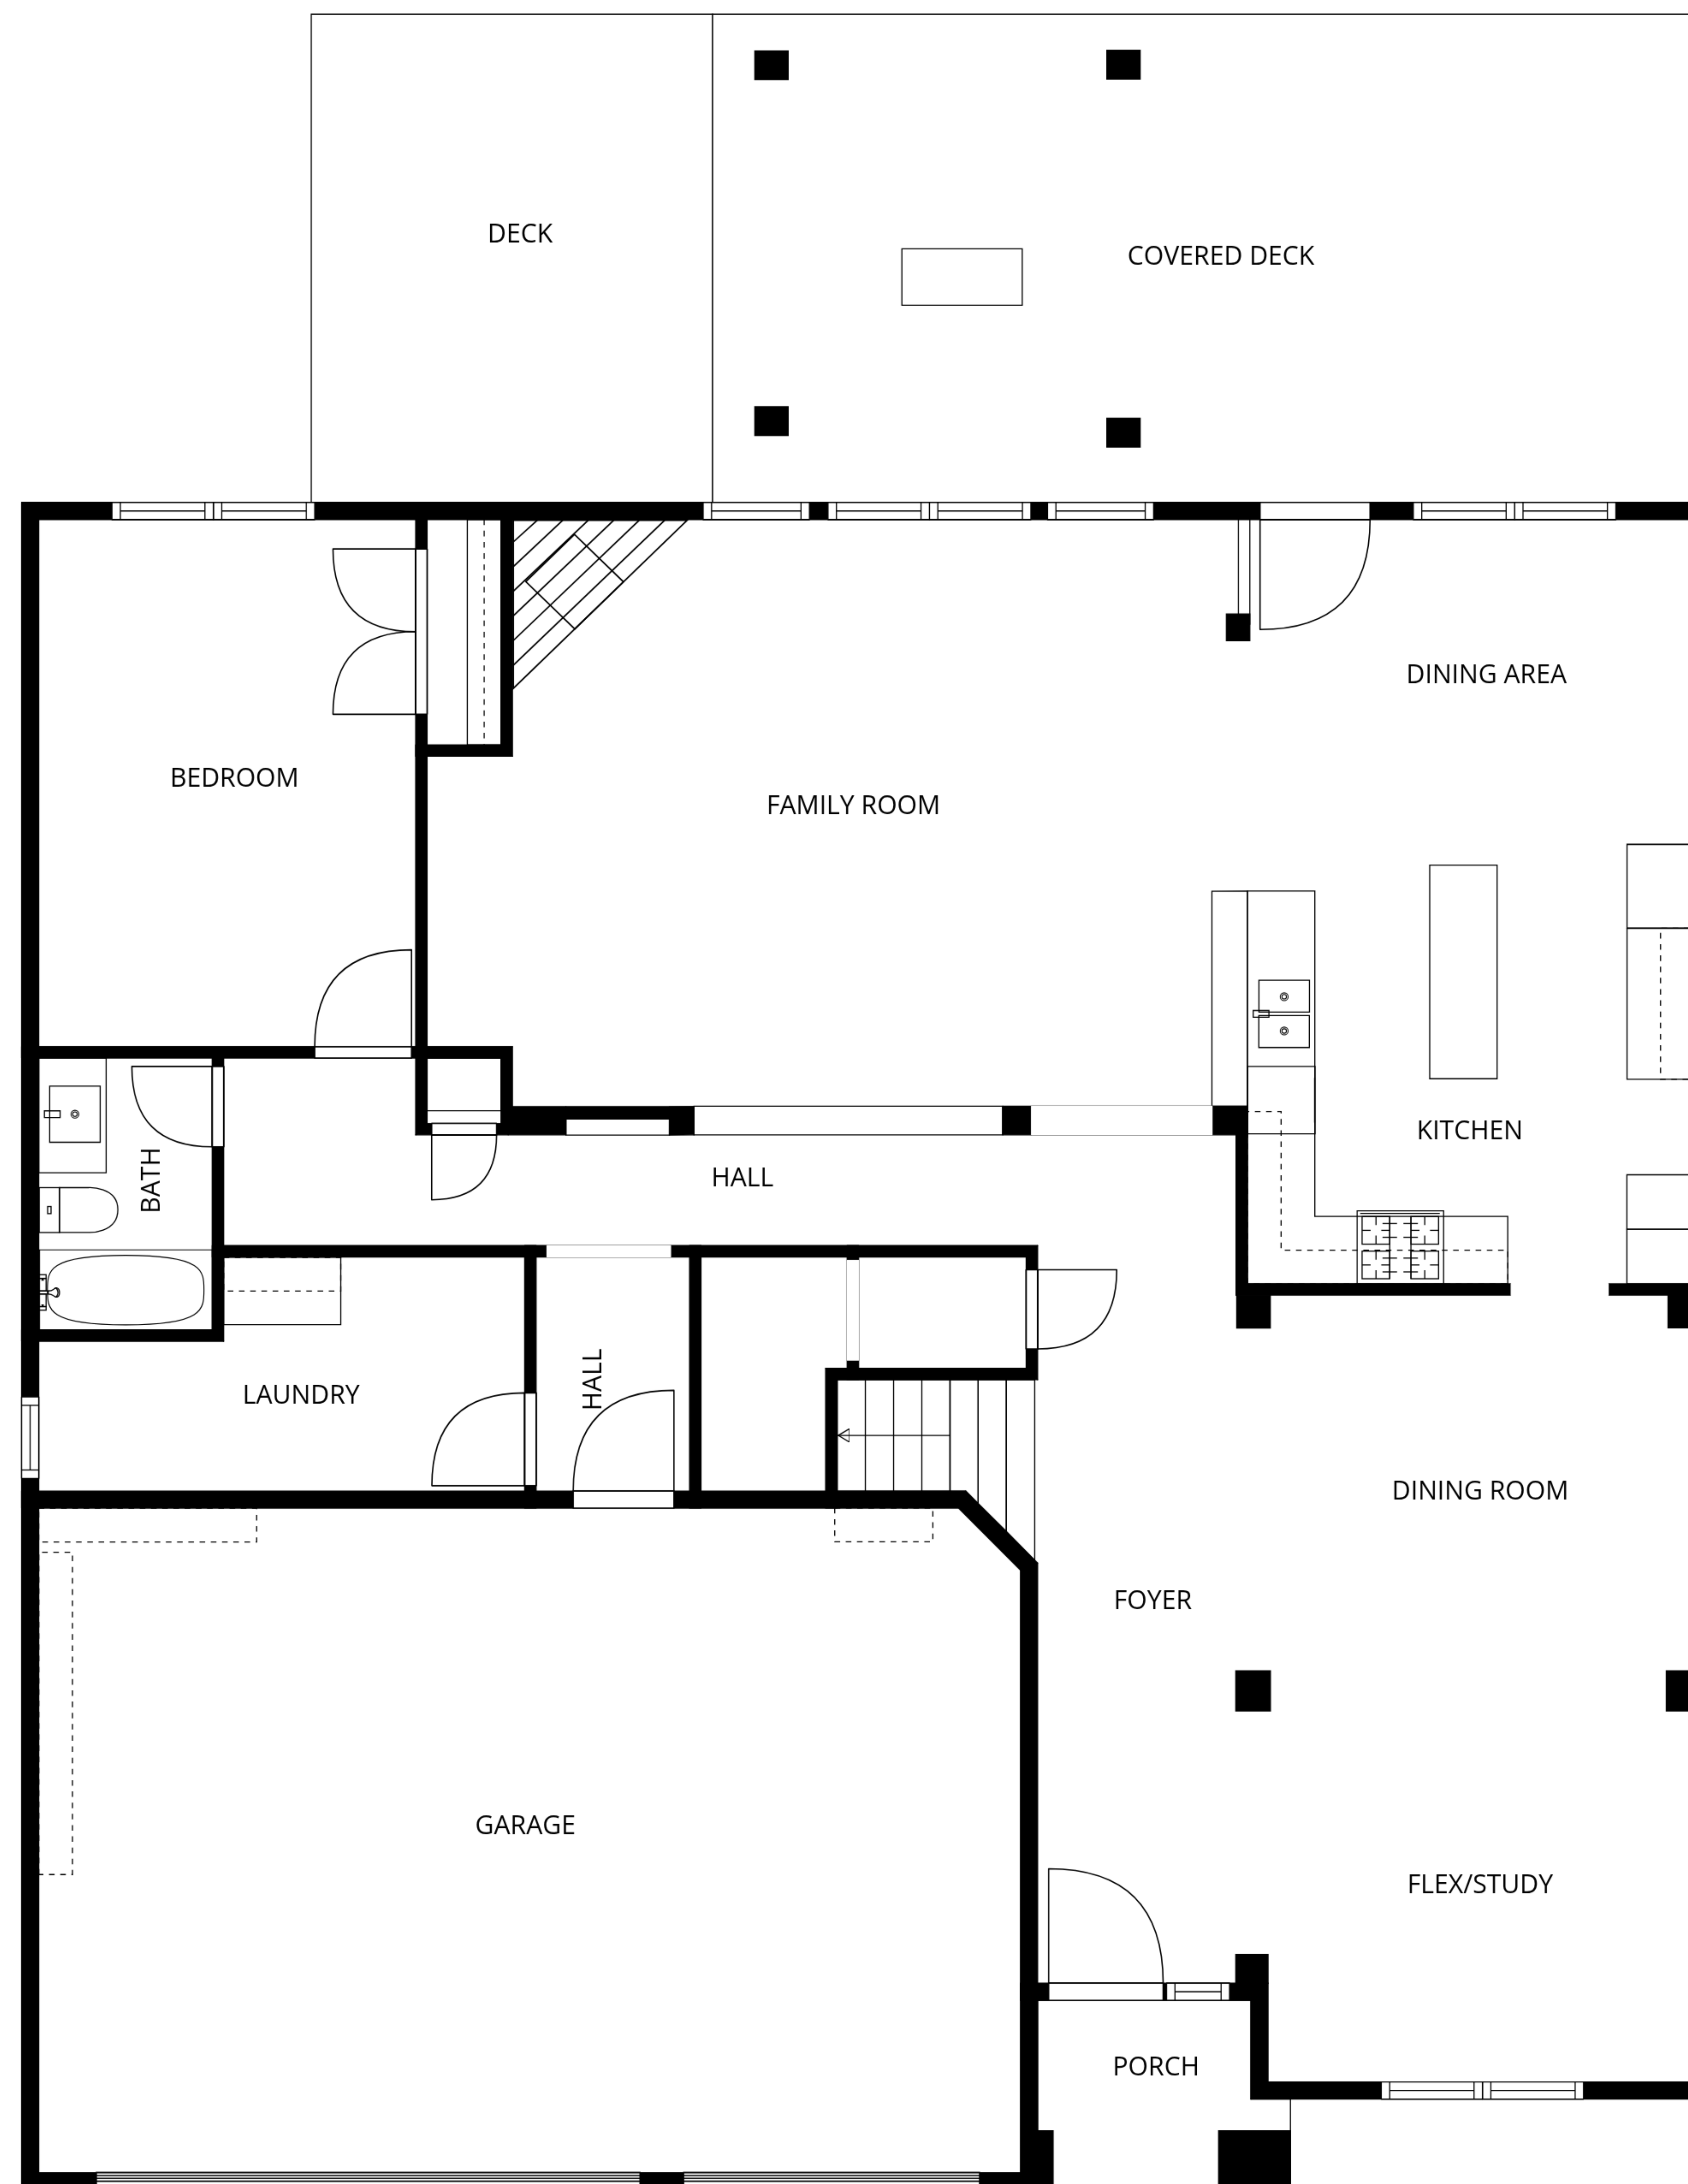 DECK
COVERED DECK
DINING AREA
BEDROOM
FAMILY ROOM
KITCHEN
BATH
HALL
LAUNDRY
HALL
DINING ROOM
FOYER
GARAGE
FLEX/STUDY
PORCH